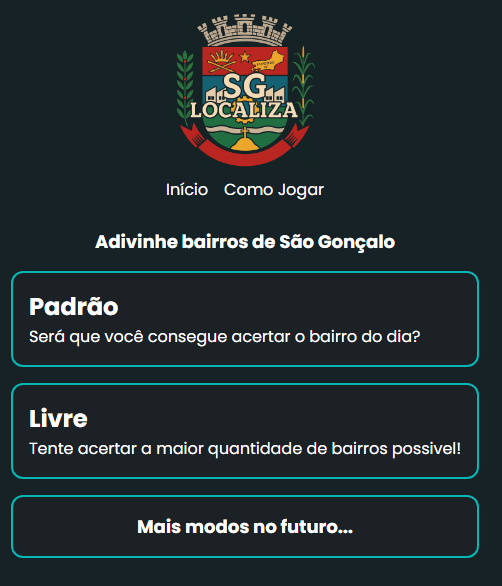 SG
LOCALIZA
Início Como Jogar
Adivinhe bairros de São Gonçalo
Padrão
Será que você consegue acertar o bairro do dia?
Livre
Tente acertar a maior quantidade de bairros possivel!
Mais modos no futuro...